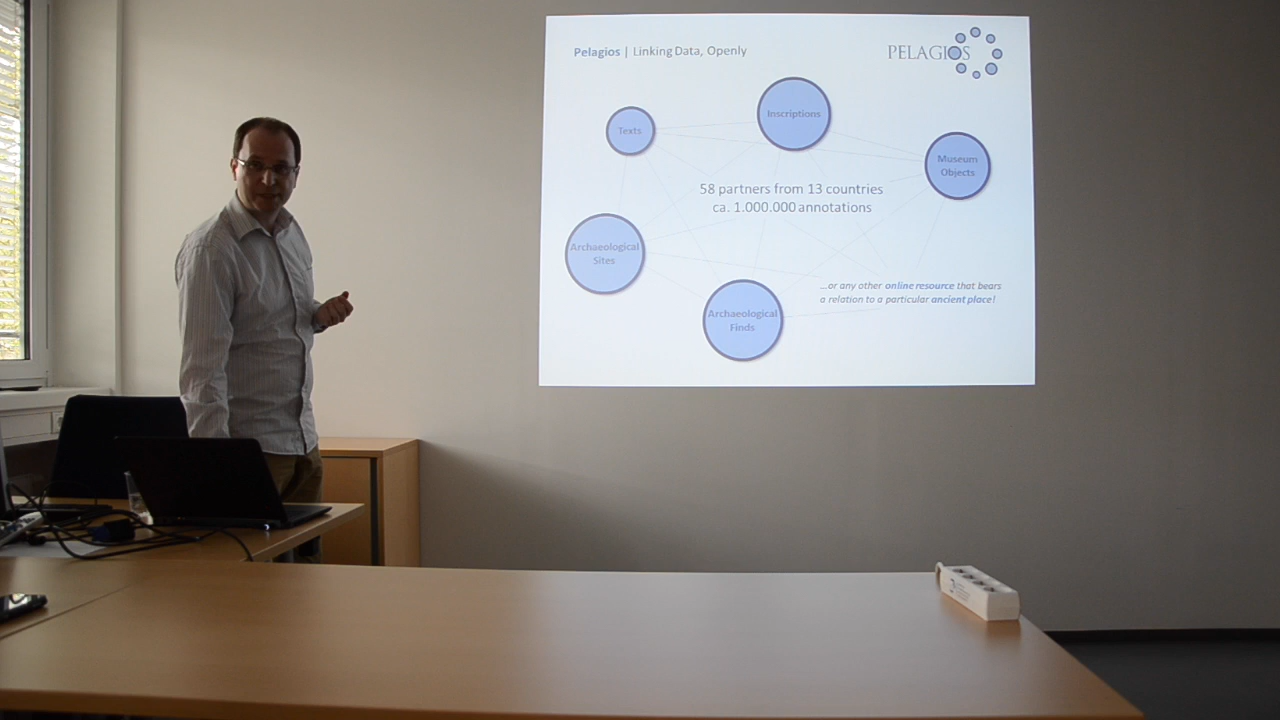 Pelagios | Linking Data, Openly
PELAGIOS
Texts
Inscriptions
Museum
Objects
58 partners from 13 countries
ca. 1.000.000 annotations
Archaeological
Sites
...or any other online resource that bears
a relation to a particular ancient place!
Archaeological
Finds